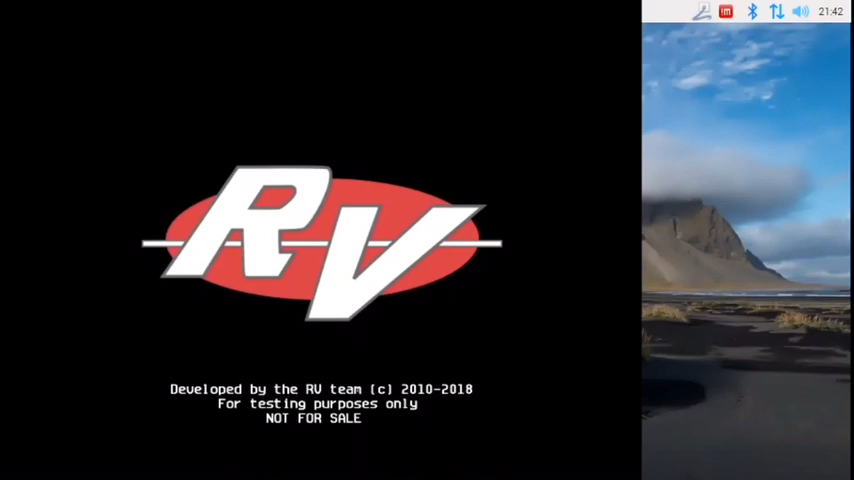 21:42
RV
Developed by the RV team (c) 2010-2018
For testing purposes only
NOT FOR SALE